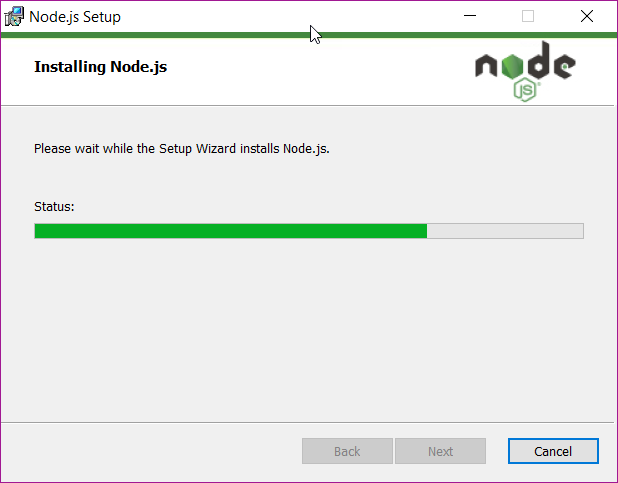 Node.js Setup
Installing Node.js
node
JS
Please wait while the Setup Wizard installs Node.js.
Status:
Back
Next
Cancel